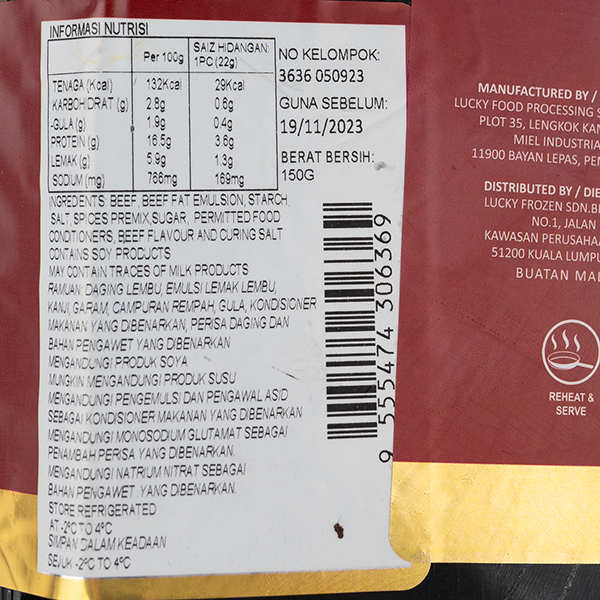 INFORMASI NUTRISI
Per 100g SAIZ HIDANGAN: 1PC (22g)
TENAGA (Kcal) 132Kcal 29Kcal
KARBOHIDRAT (g) 2.8g 0.6g
-GULA (g) 1.9g 0.4g
PROTEIN (g) 16.5g 3.6g
LEMAK (g) 5.9g 1.3g
SODIUM (mg) 766mg 169mg
NO KELOMPOK:
3636 050923
GUNA SEBELUM:
19/11/2023
BERAT BERSIH:
150G
INGREDIENTS: BEEF, BEEF FAT EMULSION, STARCH,
SALT, SPICES PREMIX, SUGAR, PERMITTED FOOD
CONDITIONERS, BEEF FLAVOUR AND CURING SALT
CONTAINS SOY PRODUCTS
MAY CONTAIN TRACES OF MILK PRODUCTS
RAMUAN: DAGING LEMBU, EMULSI LEMAK LEMBU,
KANJI, GARAM, CAMPURAN REMPAH, GULA, KONDISIONER
MAKANAN YANG DIBENARKAN, PERISA DAGING DAN
BAHAN PENGAWET YANG DIBENARKAN
MENGANDUNGI PRODUK SOYA
MUNGKIN MENGANDUNGI PRODUK SUSU
MENGANDUNGI PENGEMULSI DAN PENGAWAL ASID
SEBAGAI KONDISIONER MAKANAN YANG DIBENARKAN
MENGANDUNGI MONOSODIUM GLUTAMAT SEBAGAI
PENAMBAH PERISA YANG DIBENARKAN.
MENGANDUNGI NATRIUM NITRAT SEBAGAI
BAHAN PENGAWET YANG DIBENARKAN.
STORE REFRIGERATED
AT -2°C TO 4°C
SIMPAN DALAM KEADAAN
SEJUK -2°C TO 4°C
9 555474 306369
MANUFACTURED BY /
LUCKY FOOD PROCESSING
PLOT 35, LENGKOK
MIEL
11900 BAYAN LEPAS,
DISTRIBUTED BY /
LUCKY FROZEN
NO.1, JALAN
KAWASAN
51200 KUALA
BUATAN
REHEAT &
SERVE